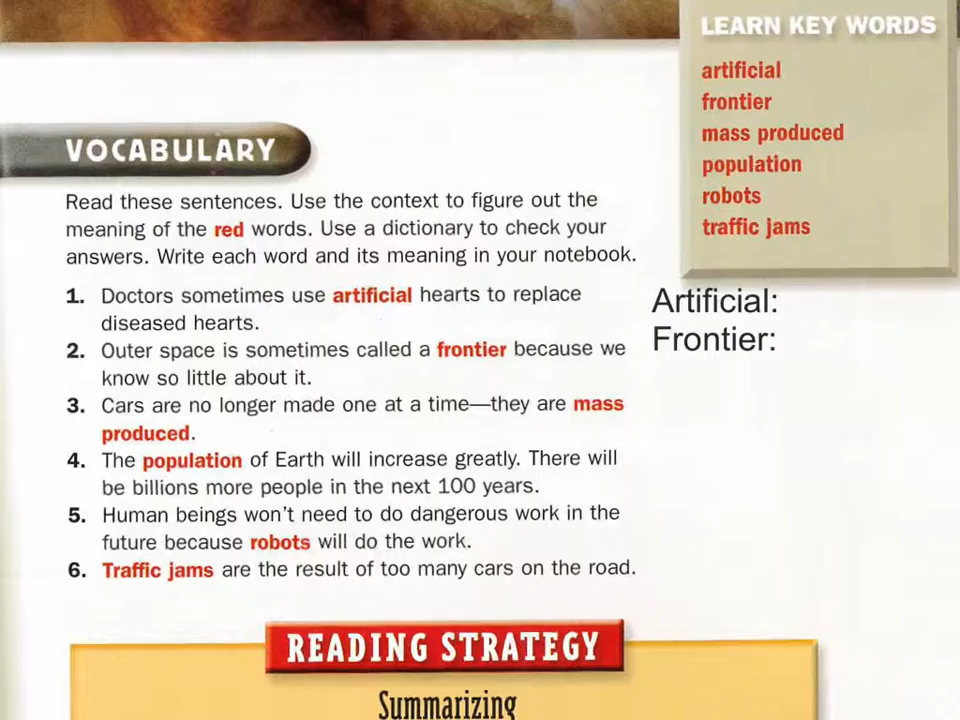 LEARN KEY WORDS
artificial
frontier
mass produced
population
robots
traffic jams
VOCABULARY
Read these sentences. Use the context to figure out the
meaning of the red words. Use a dictionary to check your
answers. Write each word and its meaning in your notebook.
1. Doctors sometimes use artificial hearts to replace
diseased hearts.
2. Outer space is sometimes called a frontier because we
know so little about it.
3. Cars are no longer made one at a time—they are mass
produced.
4. The population of Earth will increase greatly. There will
be billions more people in the next 100 years.
5. Human beings won't need to do dangerous work in the
future because robots will do the work.
6. Traffic jams are the result of too many cars on the road.
Artificial:
Frontier:
READING STRATEGY
Summarizing